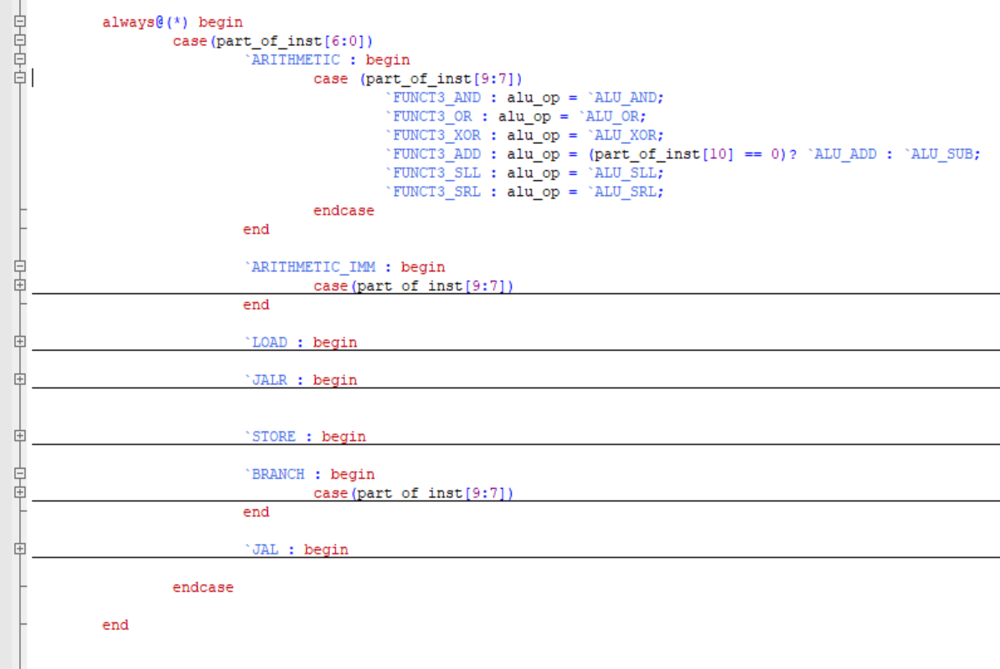 always@(*) begin
case(part_of_inst[6:0])
`ARITHMETIC : begin
case (part_of_inst[9:7])
`FUNCT3_AND : alu_op = `ALU_AND;
`FUNCT3_OR : alu_op = `ALU_OR;
`FUNCT3_XOR : alu_op = `ALU_XOR;
`FUNCT3_ADD : alu_op = (part_of_inst[10] == 0)? `ALU_ADD : `ALU_SUB;
`FUNCT3_SLL : alu_op = `ALU_SLL;
`FUNCT3_SRL : alu_op = `ALU_SRL;
endcase
end
`ARITHMETIC_IMM : begin
case(part_of_inst[9:7])
end
`LOAD : begin
`JALR : begin
`STORE : begin
`BRANCH : begin
case(part_of_inst[9:7])
end
`JAL : begin
endcase
end